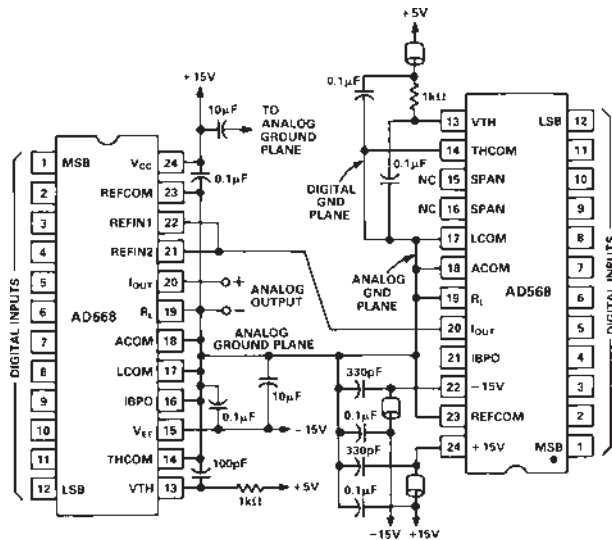 +5V
0.1μF
1kΩ
+15V
10μF
TO
ANALOG
GROUND
PLANE
0.1μF
DIGITAL
GND
PLANE
0.1μF
NC
NC
ANALOG
GND
PLANE
DIGITAL INPUTS
1 MSB VCC 24
2 REFCOM 23
3 REFIN1 22
4 REFIN2 21
5 IOUT 20
6 RL 19
AD668
7 ACOM 18
8 LCOM 17
9 IBPO 16
10 VEE 15
11 THCOM 14
12 LSB VTH 13
+
ANALOG
OUTPUT
–
ANALOG
GROUND PLANE
0.1μF
10μF
–15V
100pF
1kΩ
+5V
13 VTH LSB 12
14 THCOM 11
15 SPAN 10
16 SPAN 9
17 LCOM 8
18 ACOM 7
19 RL AD568 6
20 IOUT 5
21 IBPO 4
22 –15V 3
23 REFCOM 2
24 +15V MSB 1
DIGITAL INPUTS
330pF
0.1μF
330pF
0.1μF
–15V +15V